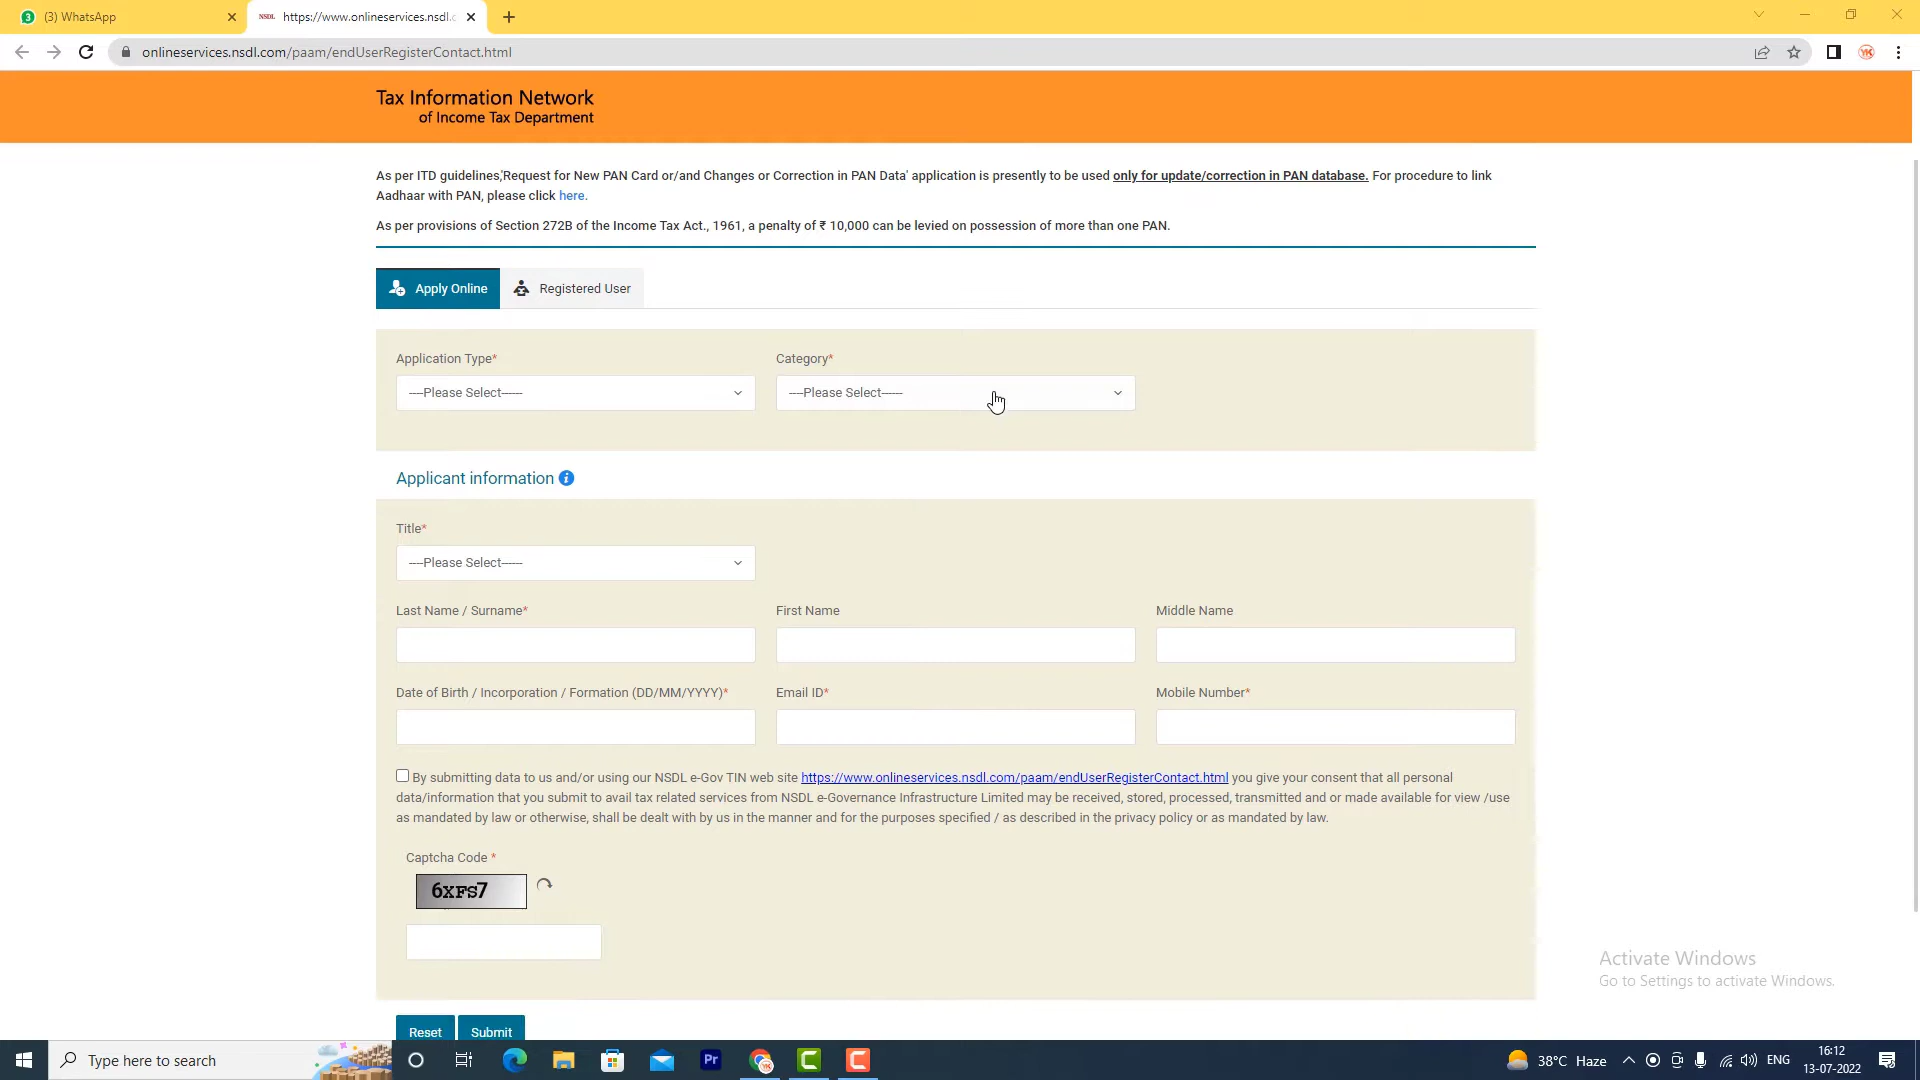 (3) WhatsApp
NSDL https://www.onlineservices.nsdl.c
onlineservices.nsdl.com/paam/endUserRegisterContact.html
Tax Information Network
of Income Tax Department
As per ITD guidelines,'Request for New PAN Card or/and Changes or Correction in PAN Data' application is presently to be used only for update/correction in PAN database. For procedure to link
Aadhaar with PAN, please click here.
As per provisions of Section 272B of the Income Tax Act., 1961, a penalty of ₹ 10,000 can be levied on possession of more than one PAN.
Apply Online Registered User
Application Type* Category*
----Please Select------ ----Please Select------
Applicant information
Title*
----Please Select------
Last Name / Surname* First Name Middle Name
Date of Birth / Incorporation / Formation (DD/MM/YYYY)* Email ID* Mobile Number*
By submitting data to us and/or using our NSDL e-Gov TIN web site https://www.onlineservices.nsdl.com/paam/endUserRegisterContact.html you give your consent that all personal
data/information that you submit to avail tax related services from NSDL e-Governance Infrastructure Limited may be received, stored, processed, transmitted and or made available for view /use
as mandated by law or otherwise, shall be dealt with by us in the manner and for the purposes specified / as described in the privacy policy or as mandated by law.
Captcha Code *
6XFS7
Activate Windows
Go to Settings to activate Windows.
Reset Submit
Type here to search
Pr
38°C Haze
ENG
16:12
13-07-2022